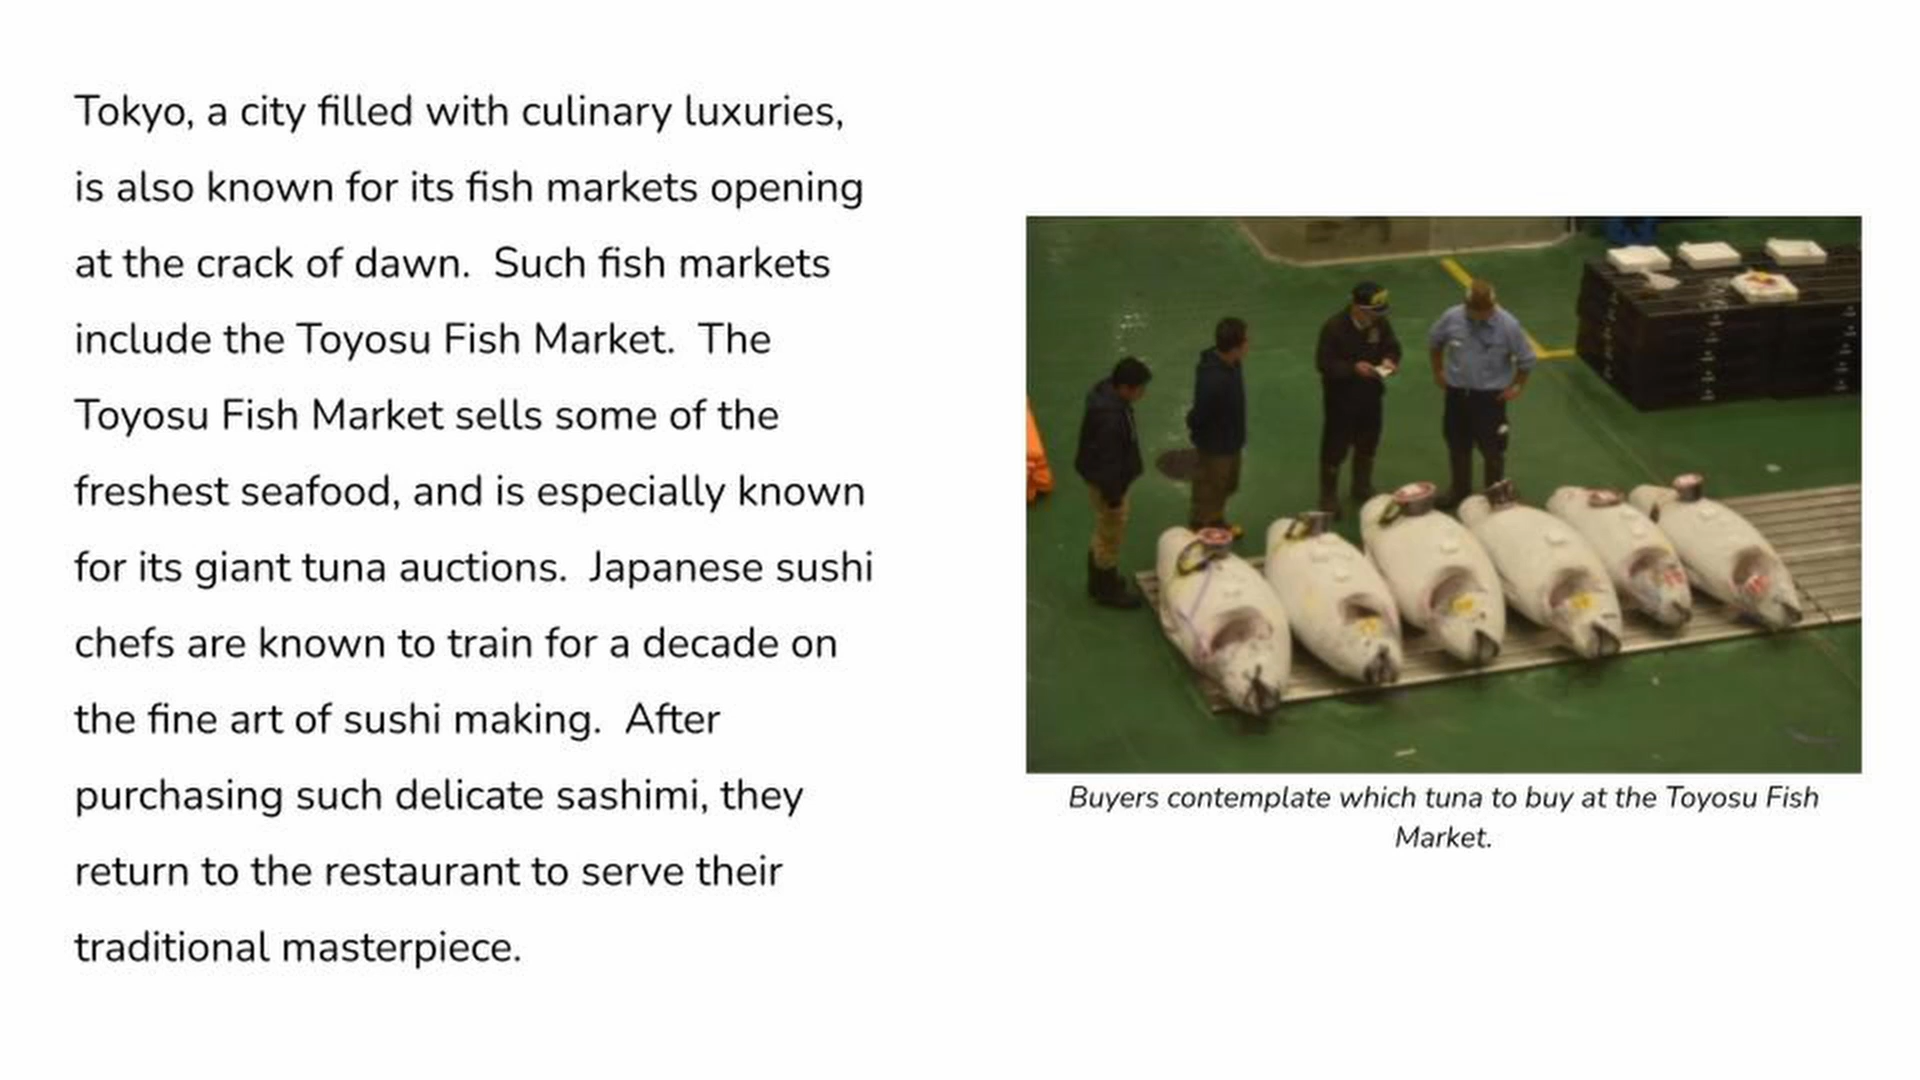 Tokyo, a city filled with culinary luxuries,
is also known for its fish markets opening
at the crack of dawn.  Such fish markets
include the Toyosu Fish Market.  The
Toyosu Fish Market sells some of the
freshest seafood, and is especially known
for its giant tuna auctions.  Japanese sushi
chefs are known to train for a decade on
the fine art of sushi making.  After
purchasing such delicate sashimi, they
return to the restaurant to serve their
traditional masterpiece.
Buyers contemplate which tuna to buy at the Toyosu Fish
Market.